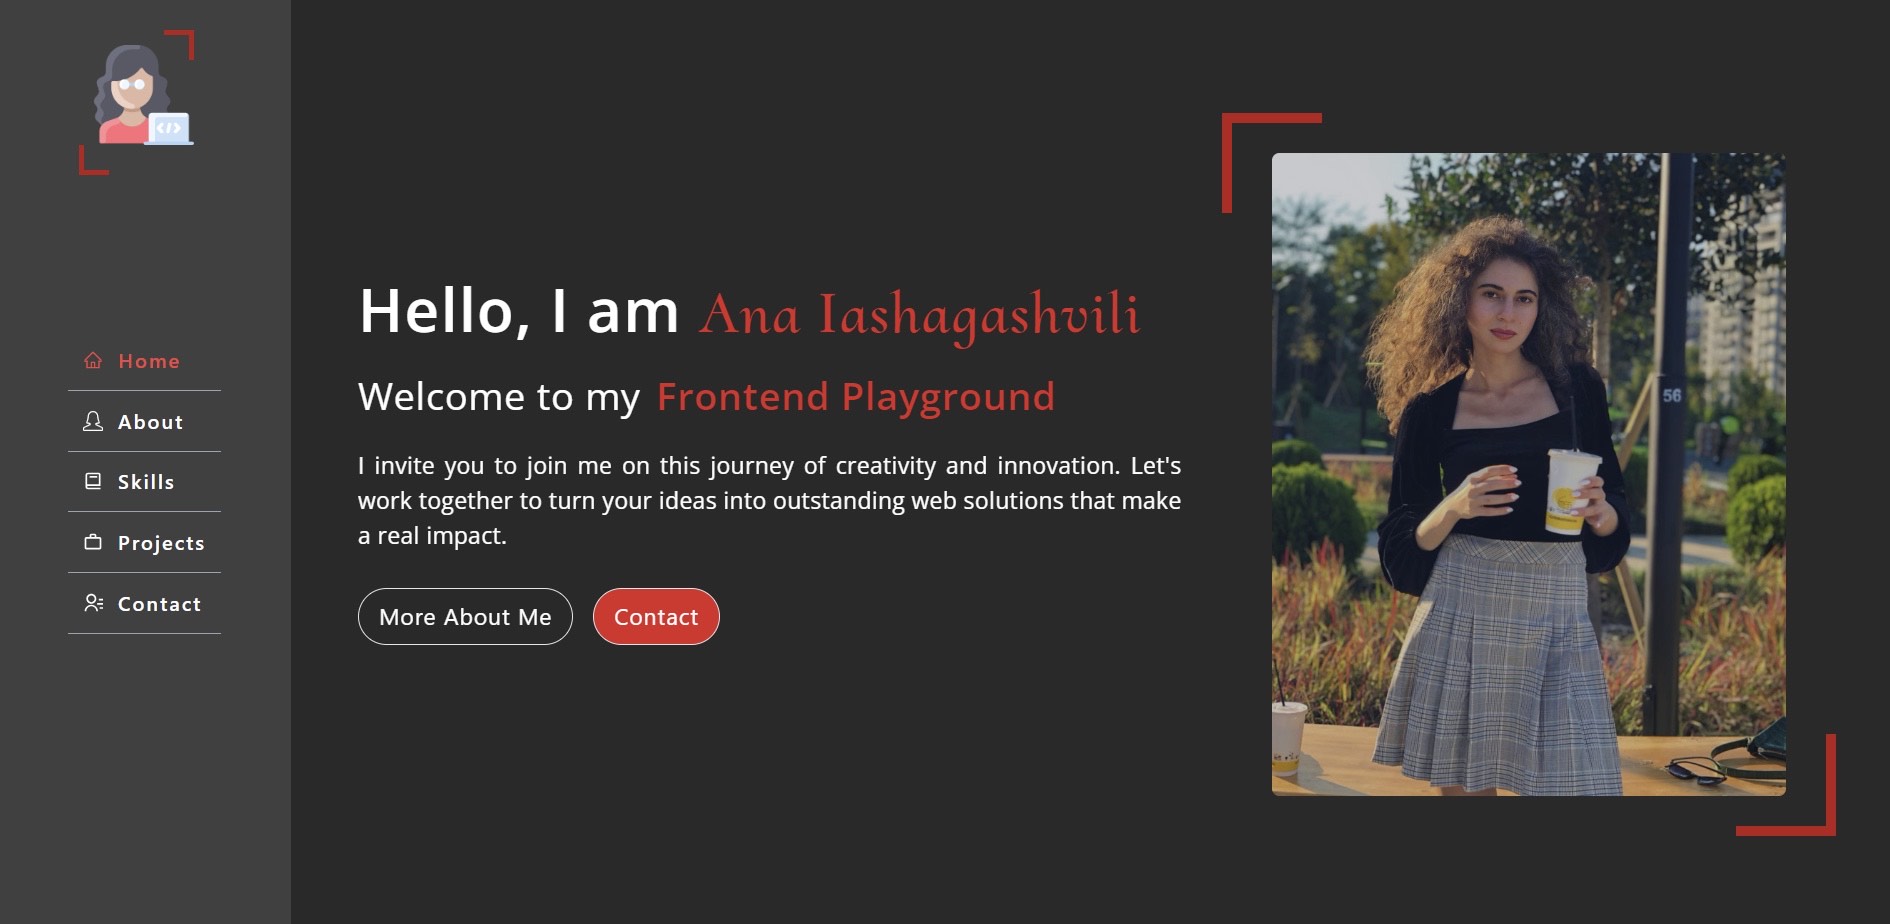 Home
About
Skills
Projects
Contact
Hello, I am Ana Iashagashvili
Welcome to my Frontend Playground
I invite you to join me on this journey of creativity and innovation. Let's
work together to turn your ideas into outstanding web solutions that make
a real impact.
More About Me
Contact
56